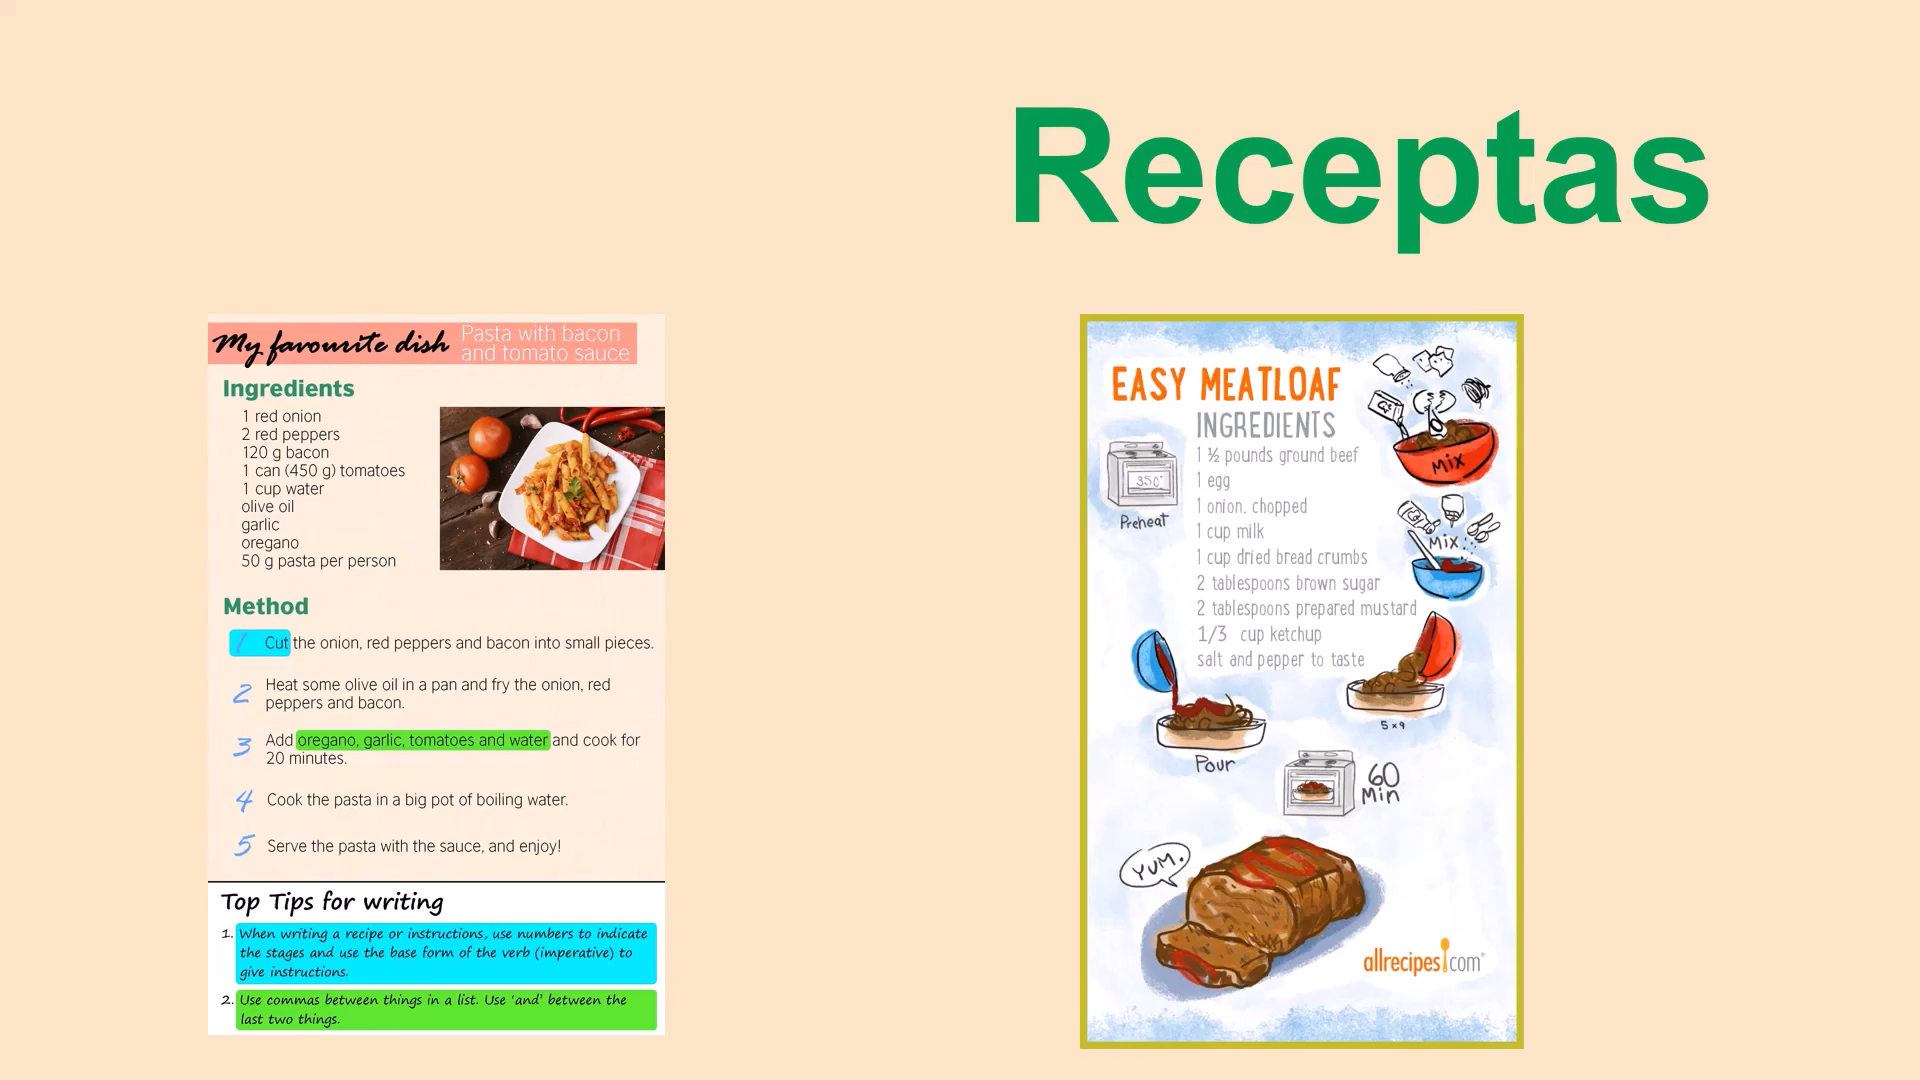 Receptas
My favourite dish
Pasta with bacon
and tomato sauce
Ingredients
1 red onion
2 red peppers
120 g bacon
1 can (450 g) tomatoes
1 cup water
olive oil
garlic
oregano
50 g pasta per person
Method
1 Cut the onion, red peppers and bacon into small pieces.
2 Heat some olive oil in a pan and fry the onion, red
peppers and bacon.
3 Add oregano, garlic, tomatoes and water and cook for
20 minutes.
4 Cook the pasta in a big pot of boiling water.
5 Serve the pasta with the sauce, and enjoy!
Top Tips for writing
1. When writing a recipe or instructions, use numbers to indicate
the stages and use the base form of the verb (imperative) to
give instructions.
2. Use commas between things in a list. Use ‘and’ between the
last two things.
EASY MEATLOAF
INGREDIENTS
1 ½ pounds ground beef
1 egg
1 onion, chopped
1 cup milk
1 cup dried bread crumbs
2 tablespoons brown sugar
2 tablespoons prepared mustard
1/3 cup ketchup
salt and pepper to taste
350°
Preheat
Mix
Mix
5x9
Pour
60
Min
YUM.
allrecipes.com